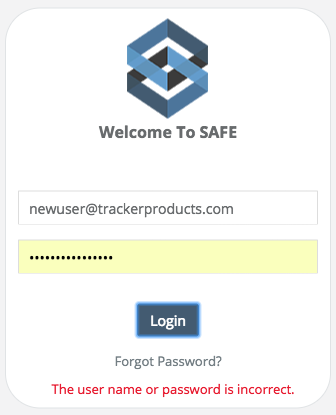 Welcome To SAFE
newuser@trackerproducts.com
••••••••••••••••
Login
Forgot Password?
The user name or password is incorrect.